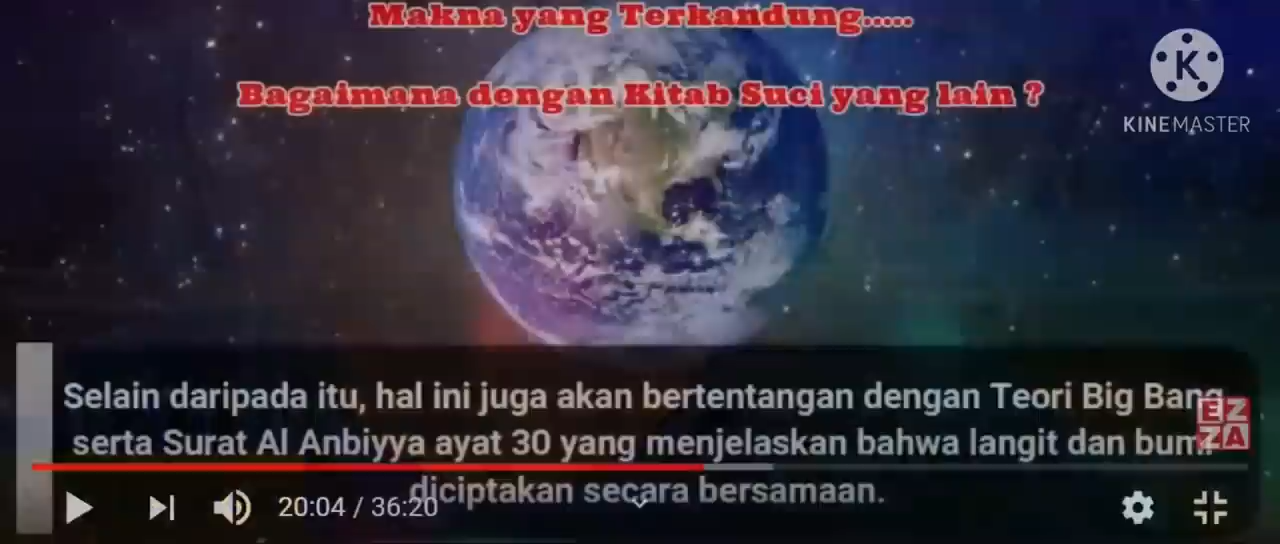 Makna yang Terkandung.....
Bagaimana dengan Kitab Suci yang lain ?
K
KINEMASTER
Selain daripada itu, hal ini juga akan bertentangan dengan Teori Big Bang
serta Surat Al Anbiyya ayat 30 yang menjelaskan bahwa langit dan bumi
diciptakan secara bersamaan.
EZ
ZA
20:04 / 36:20